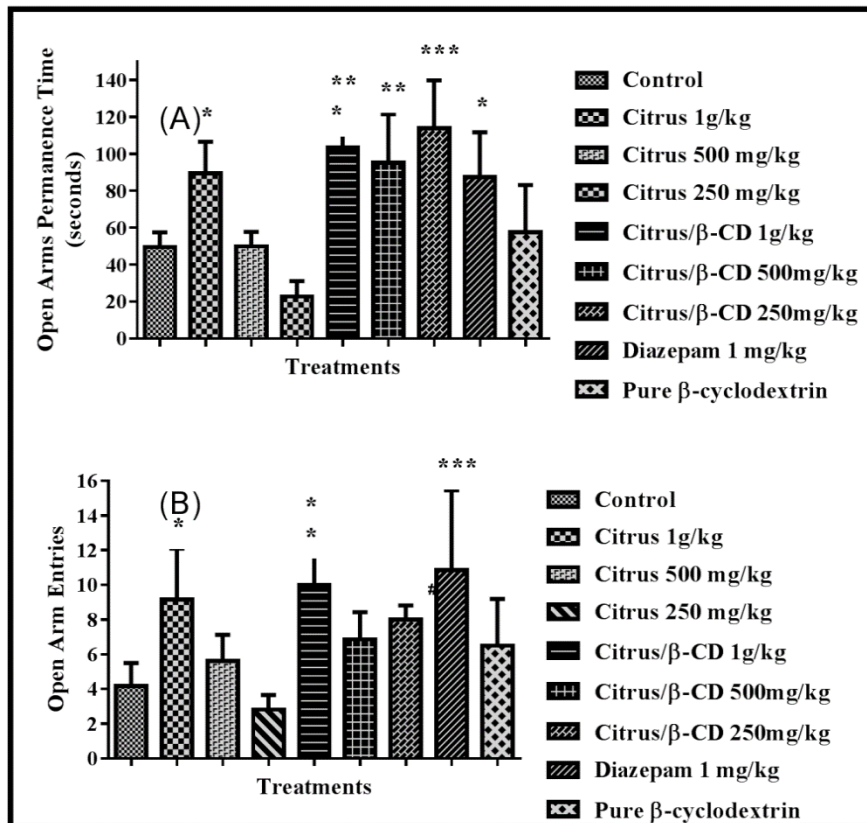 Open Arms Permanence Time
(seconds)
140
120
100
80
60
40
20
0
(A)
*
**
*
**
***
*
Treatments
Control
Citrus 1g/kg
Citrus 500 mg/kg
Citrus 250 mg/kg
Citrus/β-CD 1g/kg
Citrus/β-CD 500mg/kg
Citrus/β-CD 250mg/kg
Diazepam 1 mg/kg
Pure β-cyclodextrin
Open Arm Entries
16
14
12
10
8
6
4
2
0
(B)
*
*
*
#
***
Treatments
Control
Citrus 1g/kg
Citrus 500 mg/kg
Citrus 250 mg/kg
Citrus/β-CD 1g/kg
Citrus/β-CD 500mg/kg
Citrus/β-CD 250mg/kg
Diazepam 1 mg/kg
Pure β-cyclodextrin